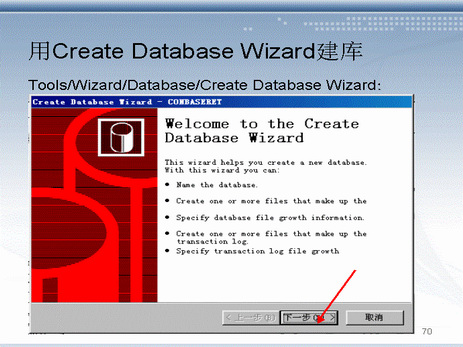 用Create Database Wizard建库
Tools/Wizard/Database/Create Database Wizard:
Create Database Wizard - COMBASERET
Welcome to the Create
Database Wizard
This wizard helps you create a new database.
With this wizard you can:
• Name the database.
• Create one or more files that make up the
• Specify database file growth information.
• Create one or more files that make up the
transaction log.
• Specify transaction log file growth
< 上一步(B) 下一步(N) > 取消
70